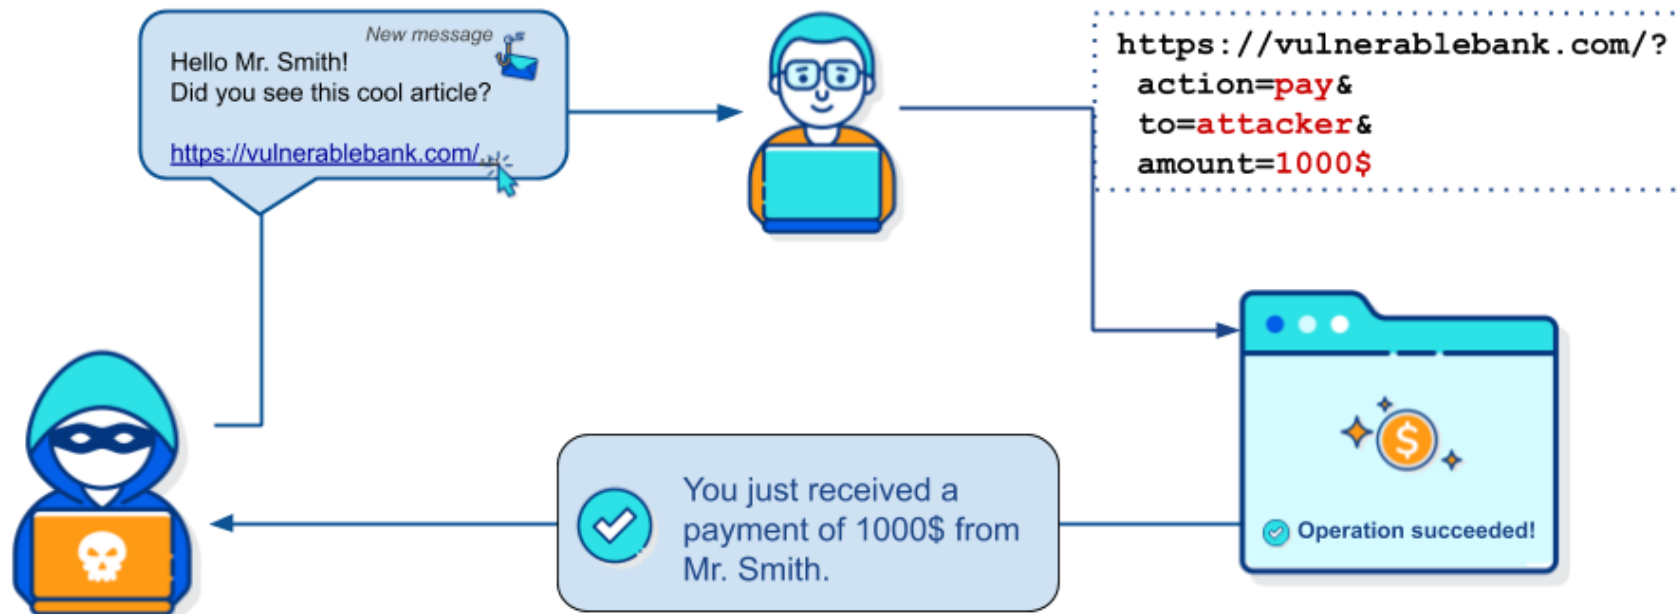 New message
Hello Mr. Smith!
Did you see this cool article?
https://vulnerablebank.com/...
https://vulnerablebank.com/?
action=pay&
to=attacker&
amount=1000$
$
Operation succeeded!
You just received a
payment of 1000$ from
Mr. Smith.